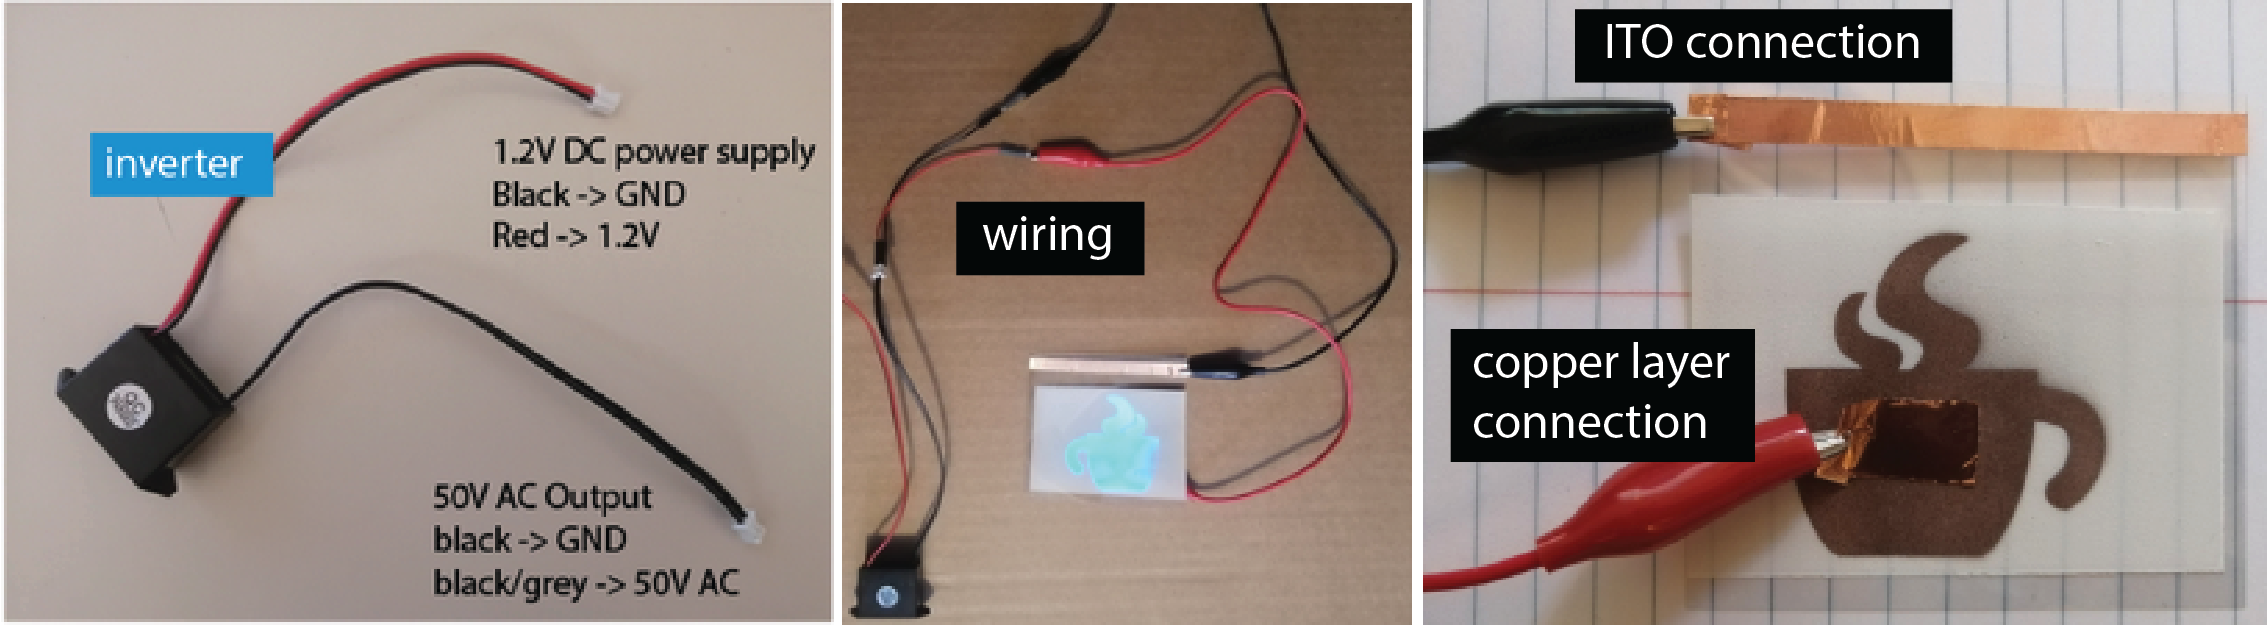 inverter
1.2V DC power supply
Black -> GND
Red -> 1.2V
50V AC Output
black -> GND
black/grey -> 50V AC
wiring
ITO connection
copper layer
connection